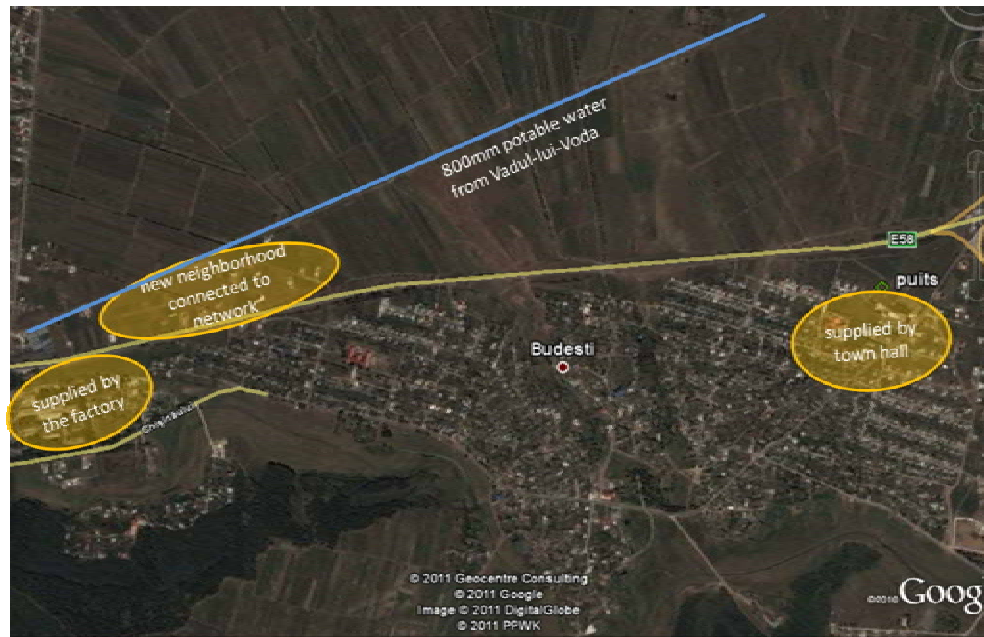 800mm potable water
from Vadul-lui-Voda
E58
new neighborhood
connected to
network
puits
supplied by
town hall
Budesti
supplied by
the factory
© 2011 Geocentre Consulting
© 2011 Google
Image © 2011 DigitalGlobe
© 2011 PPWK
©2010 Goog